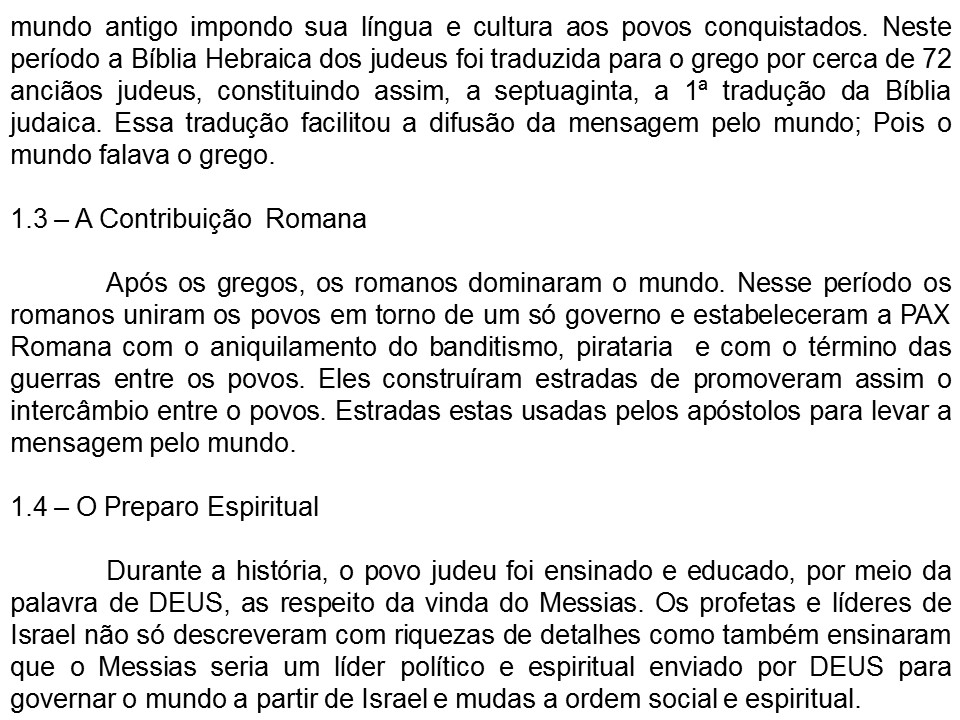 mundo antigo impondo sua língua e cultura aos povos conquistados. Neste
período a Bíblia Hebraica dos judeus foi traduzida para o grego por cerca de 72
anciãos judeus, constituindo assim, a septuaginta, a 1ª tradução da Bíblia
judaica. Essa tradução facilitou a difusão da mensagem pelo mundo; Pois o
mundo falava o grego.
1.3 – A Contribuição Romana
Após os gregos, os romanos dominaram o mundo. Nesse período os
romanos uniram os povos em torno de um só governo e estabeleceram a PAX
Romana com o aniquilamento do banditismo, pirataria e com o término das
guerras entre os povos. Eles construíram estradas de promoveram assim o
intercâmbio entre o povos. Estradas estas usadas pelos apóstolos para levar a
mensagem pelo mundo.
1.4 – O Preparo Espiritual
Durante a história, o povo judeu foi ensinado e educado, por meio da
palavra de DEUS, as respeito da vinda do Messias. Os profetas e líderes de
Israel não só descreveram com riquezas de detalhes como também ensinaram
que o Messias seria um líder político e espiritual enviado por DEUS para
governar o mundo a partir de Israel e mudas a ordem social e espiritual.